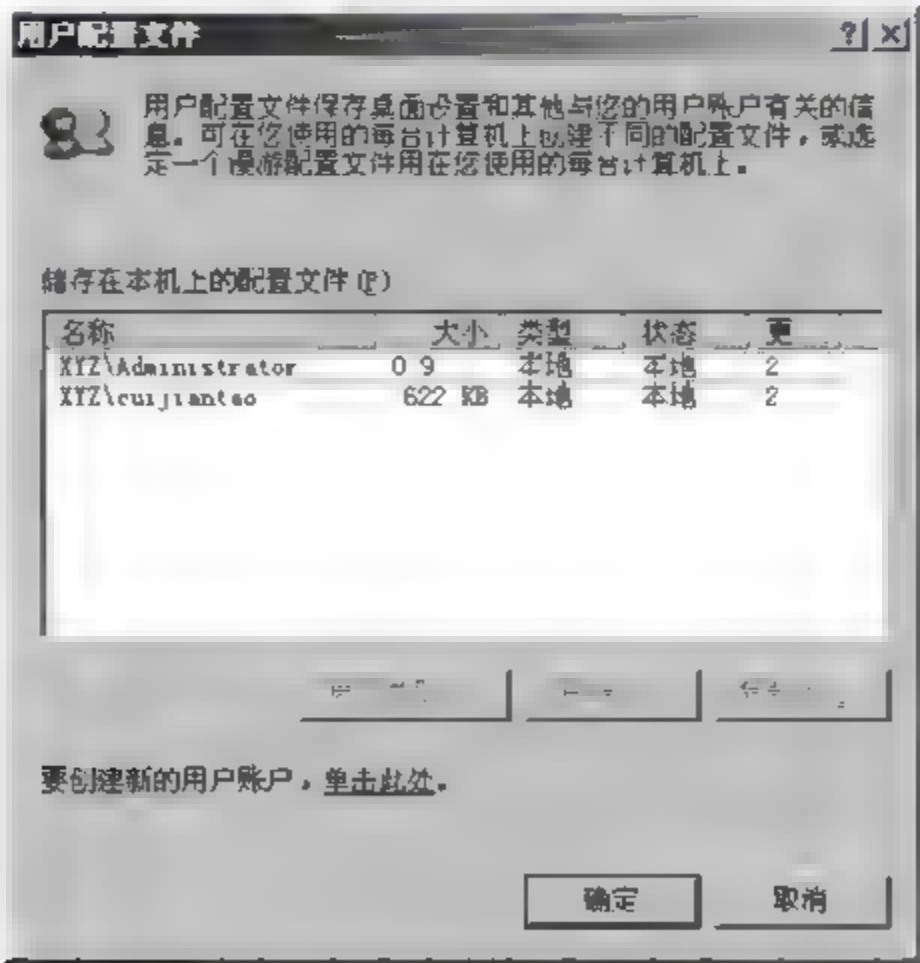 用户配置文件
用户配置文件保存桌面设置和其他与您的用户账户有关的信
息。可在您使用的每台计算机上创建不同的配置文件，或选
定一个漫游配置文件用在您使用的每台计算机上。
储存在本机上的配置文件(P)
名称 大小 类型 状态 更
XYZ\Administrator 0 9 本地 本地 2
XYZ\cuijiantao 622 KB 本地 本地 2
要创建新的用户账户，单击此处。
确定 取消